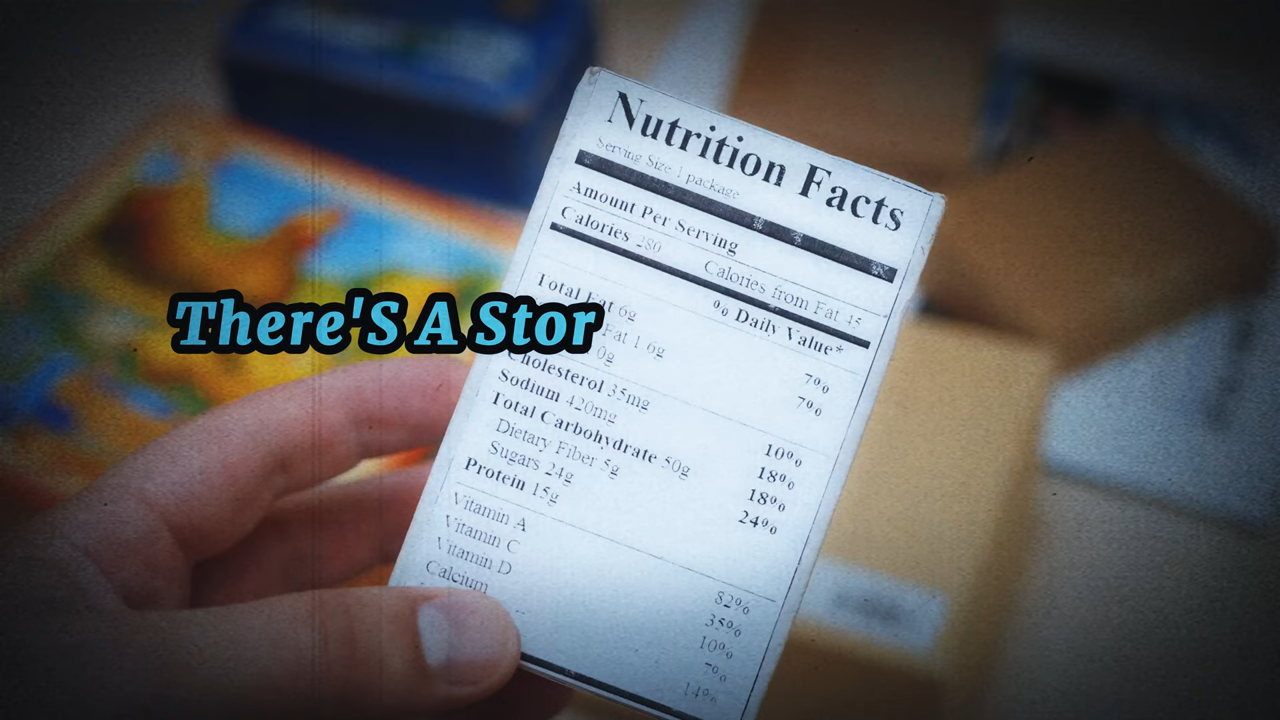 Nutrition Facts
Serving Size 1 package
Amount Per Serving
Calories 280 Calories from Fat 45
% Daily Value*
There'S A Stor
Total Fat 6g 7%
Fat 1.6g 7%
0g
Cholesterol 35mg 10%
Sodium 420mg 18%
Total Carbohydrate 50g 18%
Dietary Fiber 5g 24%
Sugars 24g
Protein 15g
Vitamin A 82%
Vitamin C 35%
Vitamin D 10%
Calcium 7%
14%